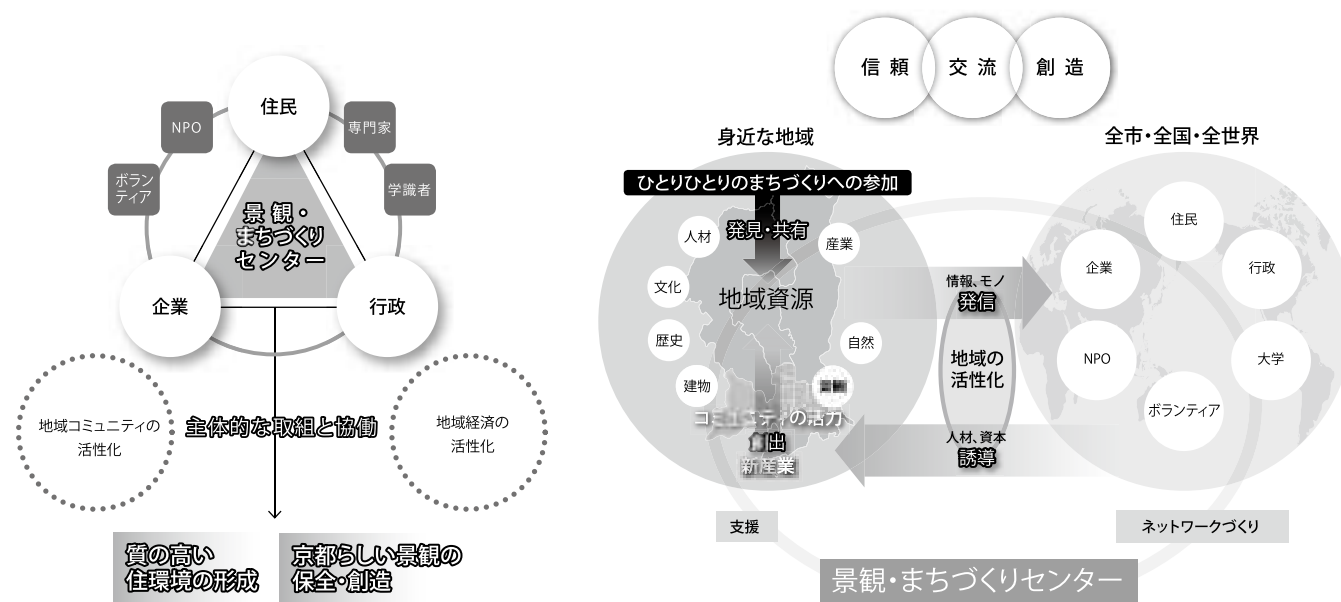 住民
NPO
専門家
ボラン
ティア
学識者
景観・
まちづくり
センター
企業
行政
地域コミュニティの
活性化
主体的な取組と協働
地域経済の
活性化
質の高い
住環境の形成
京都らしい景観の
保全・創造
信頼
交流
創造
身近な地域
全市・全国・全世界
ひとりひとりのまちづくりへの参加
発見・共有
人材
産業
文化
地域資源
歴史
自然
建物
コミュニティの活力
創出
新産業
情報、モノ
発信
地域の
活性化
人材、資本
誘導
住民
企業
行政
NPO
大学
ボランティア
支援
ネットワークづくり
景観・まちづくりセンター